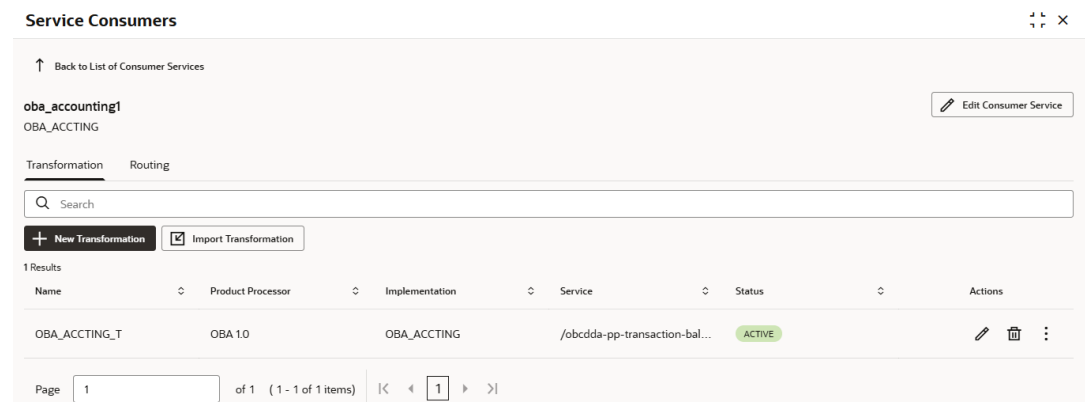 Service Consumers
Back to List of Consumer Services
oba_accounting1
Edit Consumer Service
OBA_ACCTING
Transformation Routing
Search
New Transformation Import Transformation
1 Results
Name Product Processor Implementation Service Status Actions
OBA_ACCTING_T OBA 1.0 OBA_ACCTING /obcdda-pp-transaction-bal... ACTIVE
Page 1 of 1 (1 - 1 of 1 items) 1